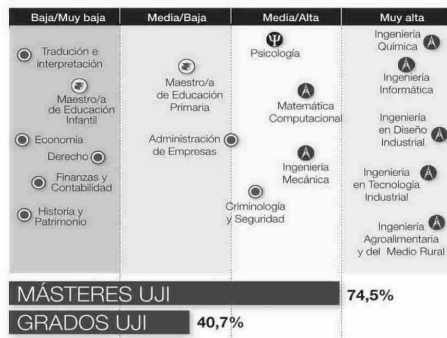 Baja/Muy baja
Media/Baja
Media/Alta
Muy alta
Tradución e
interpretación
Maestro/a
de Educación
Infantil
Economía
Derecho
Finanzas y
Contabilidad
Historia y
Patrimonio
Maestro/a
de Educación
Primaria
Administración
de Empresas
Psicología
Matemática
Computacional
Ingeniería
Mecánica
Criminología
y Seguridad
Ingeniería
Química
Ingeniería
Informática
Ingeniería
en Diseño
Industrial
Ingenieria
en Tecnología
Industrial
Ingeniería
Agroalimentaria
y del Medio Rural
MÁSTERES UJI 74,5%
GRADOS UJI 40,7%